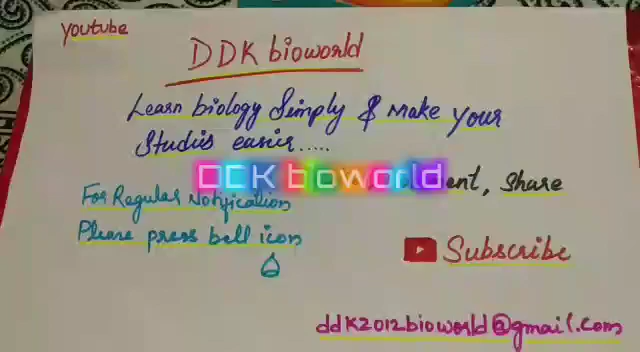 youtube
DDK bioworld
Learn biology Simply & Make Your
Studies easier.....
DDK bioworld
ent, Share
For Regular Notification
Please press bell icon
Subscribe
ddk2012bioworld@gmail.com